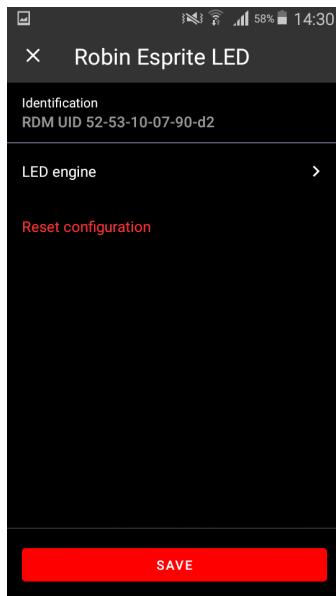 58% 14:30
Robin Esprite LED
Identification
RDM UID 52-53-10-07-90-d2
LED engine
Reset configuration
SAVE